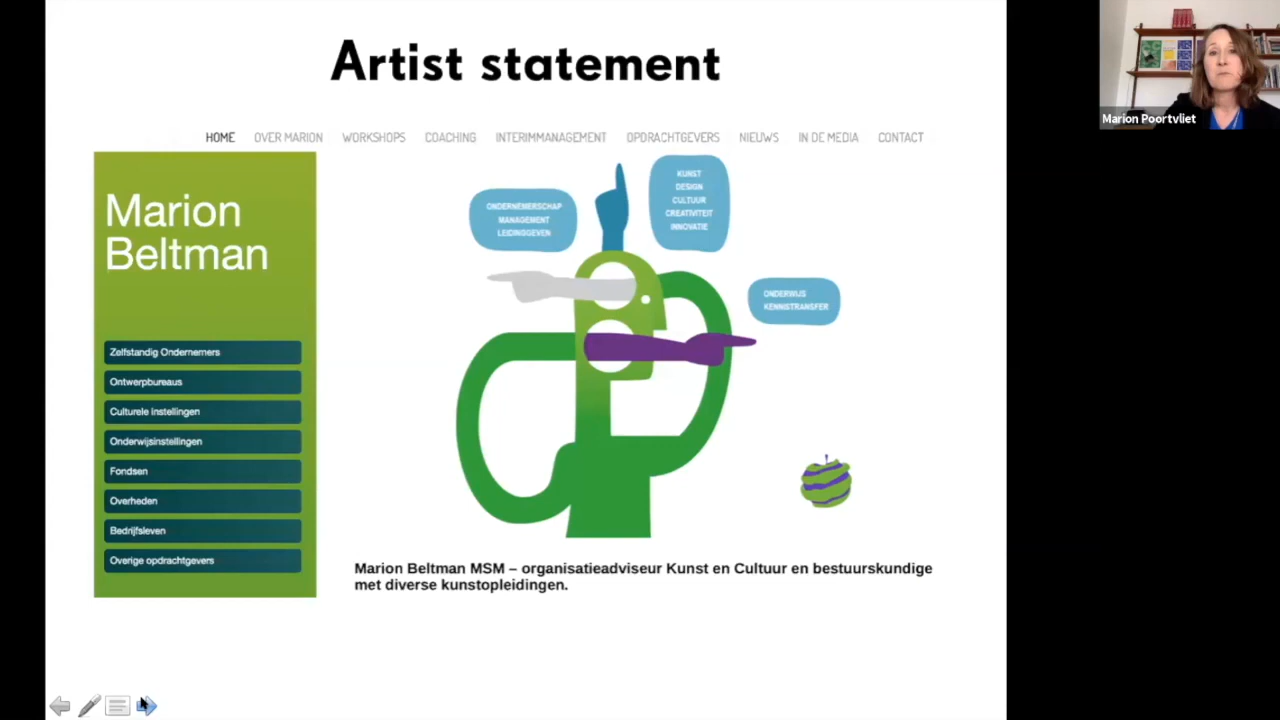 Artist statement
HOME OVER MARION WORKSHOPS COACHING INTERIMMANAGEMENT OPDRACHTGEVERS NIEUWS IN DE MEDIA CONTACT
Marion
Beltman
Zelfstandig Ondernemers
Ontwerpbureaus
Culturele instellingen
Onderwijsinstellingen
Fondsen
Overheden
Bedrijfsleven
Overige opdrachtgevers
ONDERNEMERSCHAP
MANAGEMENT
LEIDINGGEVEN
KUNST
DESIGN
CULTUUR
CREATIVITEIT
INNOVATIE
ONDERWIJS
KENNISTRANSFER
Marion Beltman MSM – organisatieadviseur Kunst en Cultuur en bestuurskundige
met diverse kunstopleidingen.
Marion Poortvliet